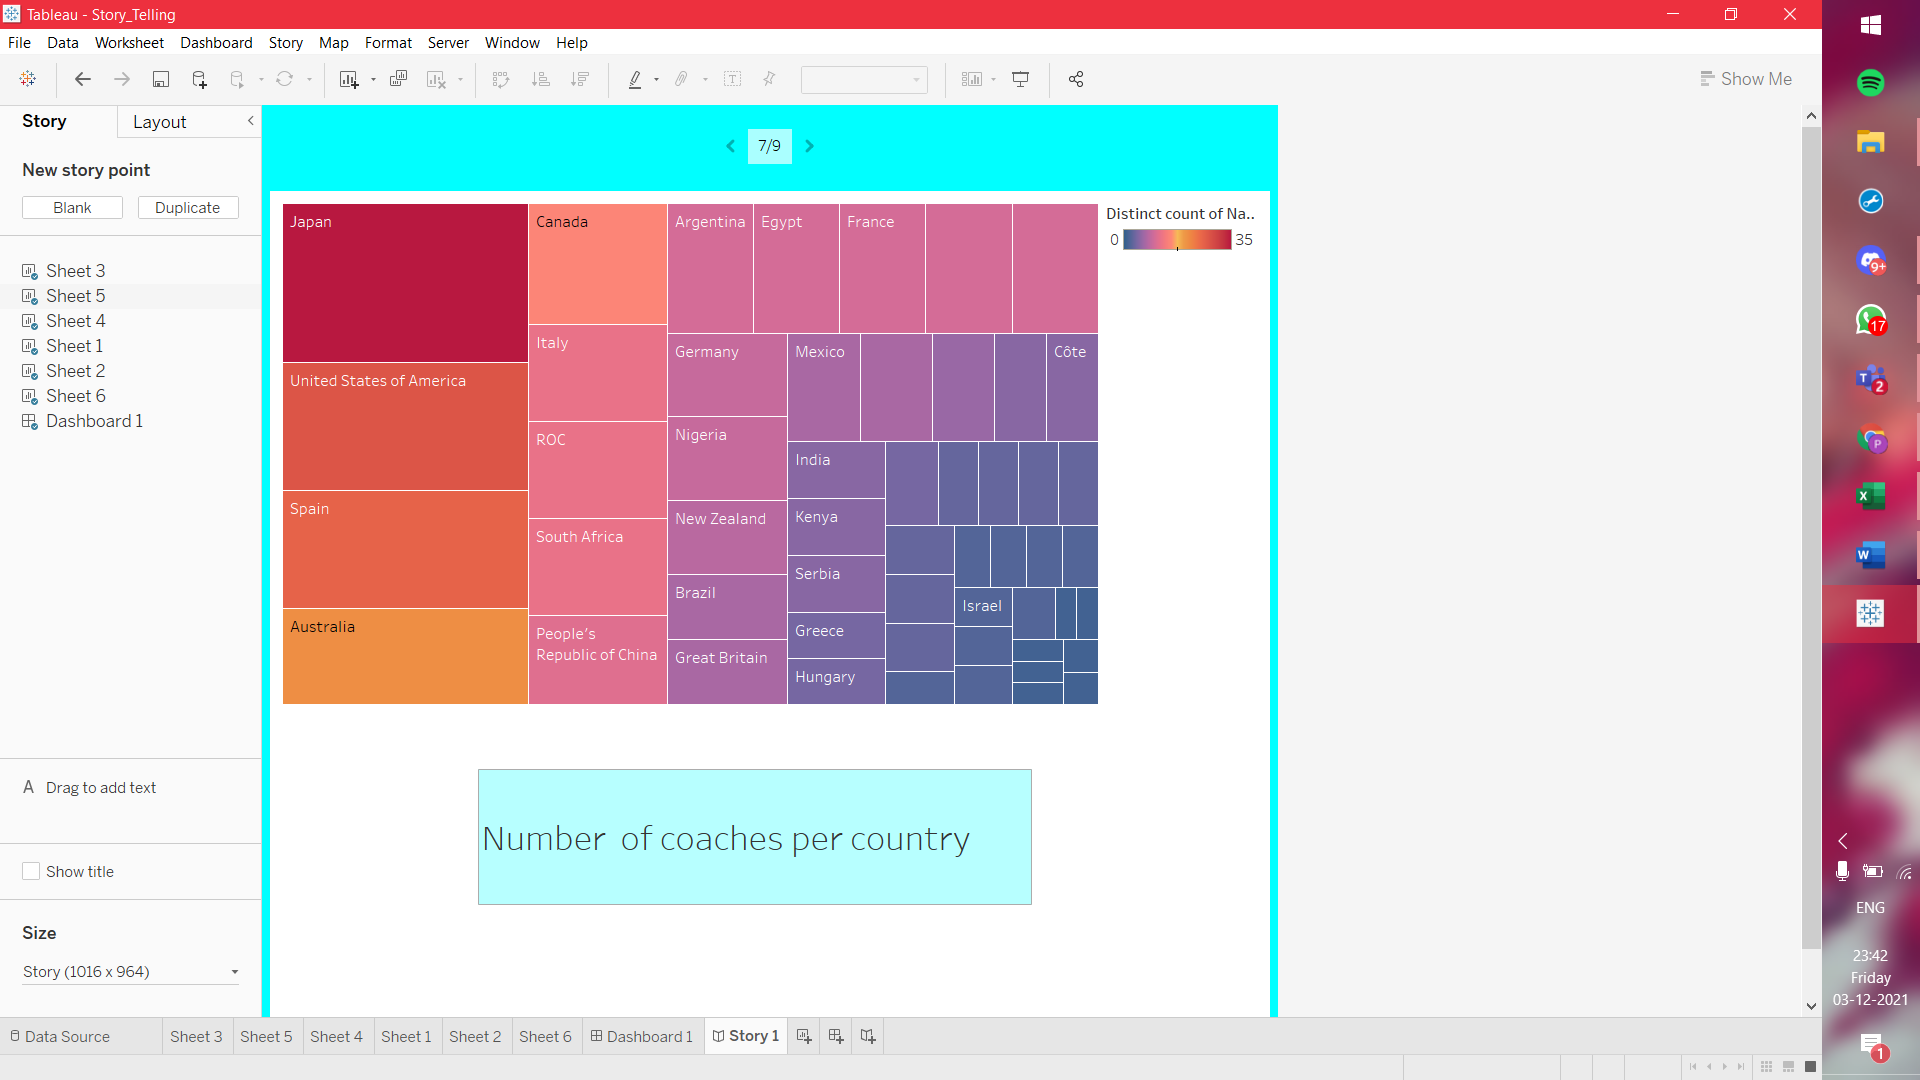 Tableau - Story_Telling
File Data Worksheet Dashboard Story Map Format Server Window Help
Show Me
Story
Layout
New story point
Blank
Duplicate
Sheet 3
Sheet 5
Sheet 4
Sheet 1
Sheet 2
Sheet 6
Dashboard 1
A Drag to add text
Show title
Size
Story (1016 x 964)
7/9
Japan
United States of America
Spain
Australia
Canada
Italy
ROC
South Africa
People's
Republic of China
Argentina
Egypt
France
Germany
Nigeria
New Zealand
Brazil
Great Britain
Mexico
Côte
India
Kenya
Serbia
Greece
Hungary
Israel
Distinct count of Na..
0
35
Number  of coaches per country
Data Source
Sheet 3
Sheet 5
Sheet 4
Sheet 1
Sheet 2
Sheet 6
Dashboard 1
Story 1
9+
17
T
2
P
X
W
ENG
23:42
Friday
03-12-2021
1